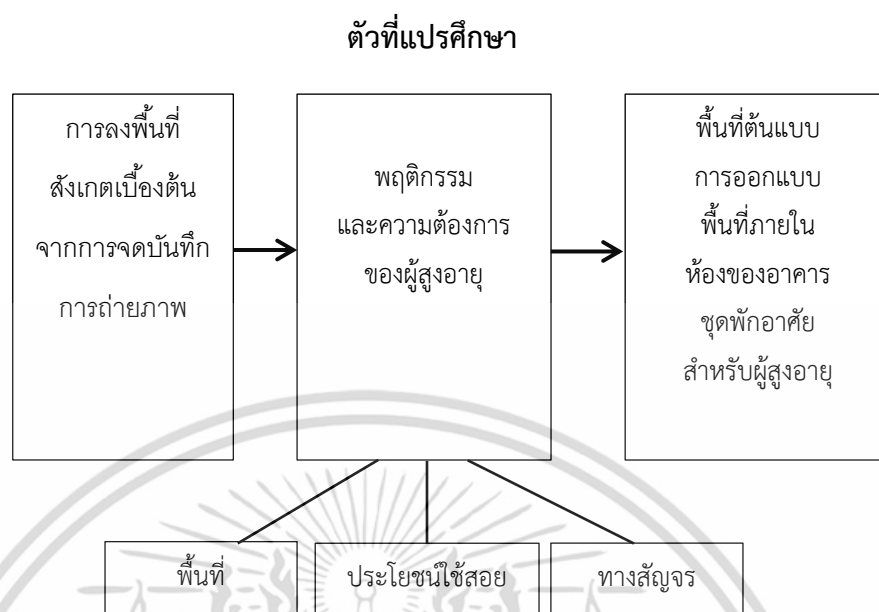 ตัวที่แปรศึกษา
การลงพื้นที่
สังเกตเบื้องต้น
จากการจดบันทึก
การถ่ายภาพ
พฤติกรรม
และความต้องการ
ของผู้สูงอายุ
พื้นที่ต้นแบบ
การออกแบบ
พื้นที่ภายใน
ห้องของอาคาร
ชุดพักอาศัย
สำหรับผู้สูงอายุ
พื้นที่
ประโยชน์ใช้สอย
ทางสัญจร